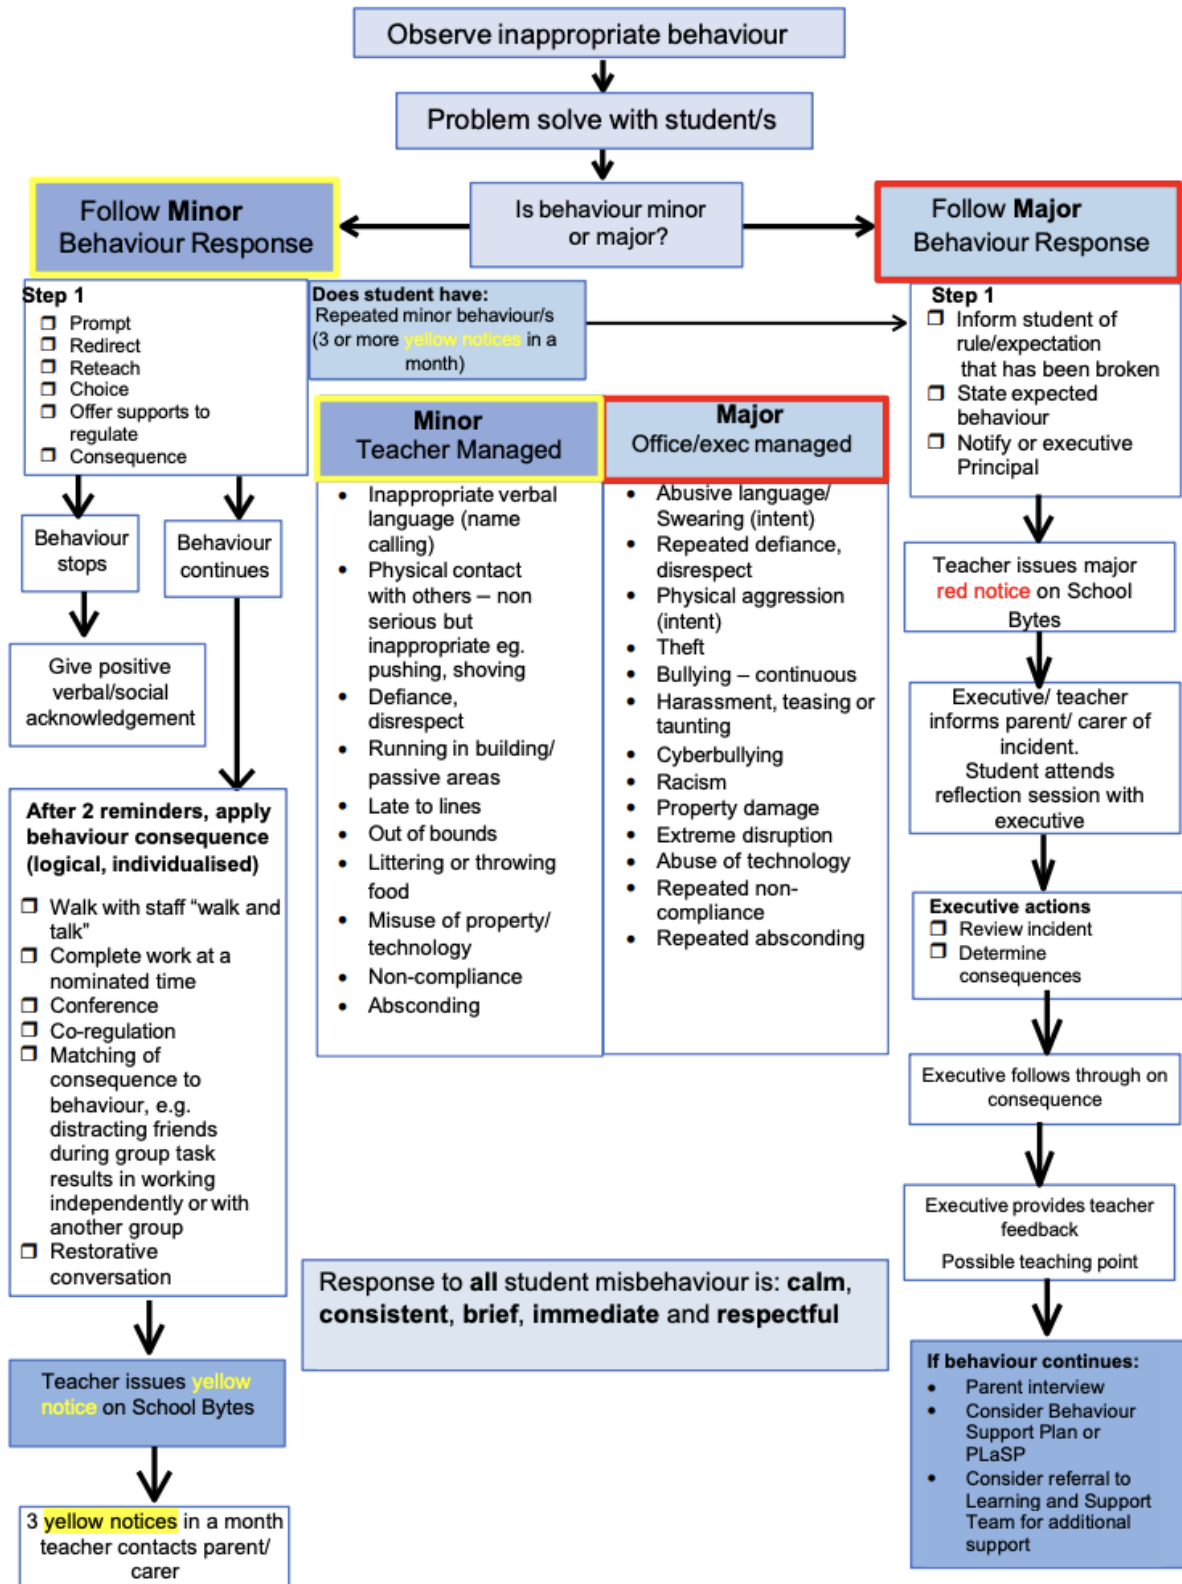 Observe inappropriate behaviour
Problem solve with student/s
Is behaviour minor
or major?
Follow Minor
Behaviour Response
Follow Major
Behaviour Response
Step 1
Prompt
Redirect
Reteach
Choice
Offer supports to
regulate
Consequence
Does student have:
Repeated minor behaviour/s
(3 or more yellow notices in a
month)
Step 1
Inform student of
rule/expectation
that has been broken
State expected
behaviour
Notify or executive
Principal
Behaviour
stops
Behaviour
continues
Give positive
verbal/social
acknowledgement
After 2 reminders, apply
behaviour consequence
(logical, individualised)
Walk with staff “walk and
talk”
Complete work at a
nominated time
Conference
Co-regulation
Matching of
consequence to
behaviour, e.g.
distracting friends
during group task
results in working
independently or with
another group
Restorative
conversation
Teacher issues yellow
notice on School Bytes
3 yellow notices in a month
teacher contacts parent/
carer
Minor
Teacher Managed
Inappropriate verbal
language (name
calling)
Physical contact
with others – non
serious but
inappropriate eg.
pushing, shoving
Defiance,
disrespect
Running in building/
passive areas
Late to lines
Out of bounds
Littering or throwing
food
Misuse of property/
technology
Non-compliance
Absconding
Major
Office/exec managed
Abusive language/
Swearing (intent)
Repeated defiance,
disrespect
Physical aggression
(intent)
Theft
Bullying – continuous
Harassment, teasing or
taunting
Cyberbullying
Racism
Property damage
Extreme disruption
Abuse of technology
Repeated non-
compliance
Repeated absconding
Response to all student misbehaviour is: calm,
consistent, brief, immediate and respectful
Teacher issues major
red notice on School
Bytes
Executive/ teacher
informs parent/ carer of
incident.
Student attends
reflection session with
executive
Executive actions
Review incident
Determine
consequences
Executive follows through on
consequence
Executive provides teacher
feedback
Possible teaching point
If behaviour continues:
Parent interview
Consider Behaviour
Support Plan or
PLaSP
Consider referral to
Learning and Support
Team for additional
support